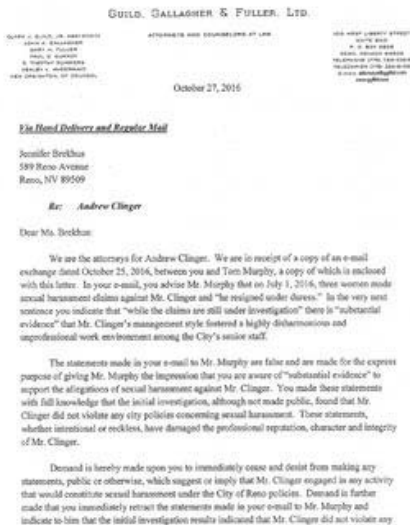 GUILD, GALLAGHER & FULLER, LTD.
ATTORNEYS AND COUNSELORS AT LAW
October 27, 2016
Via Hand Delivery and Regular Mail
Jennifer Brekhus
589 Reno Avenue
Reno, NV 89509
Re: Andrew Clinger
Dear Ms. Brekhus:
We are the attorneys for Andrew Clinger. We are in receipt of a copy of an e-mail
exchange dated October 25, 2016, between you and Tom Murphy, a copy of which is enclosed
with this letter. In your e-mail, you advise Mr. Murphy that on July 1, 2016, three women made
sexual harassment claims against Mr. Clinger and "he resigned under duress." In the very next
sentence you indicate that "while the claims are still under investigation" there is "substantial
evidence" that Mr. Clinger's management style fostered a highly disharmonious and
unprofessional work environment among the City's senior staff.
The statements made in your e-mail to Mr. Murphy are false and are made for the express
purpose of giving Mr. Murphy the impression that you are aware of "substantial evidence" to
support the allegations of sexual harassment against Mr. Clinger. You made these statements
with full knowledge that the initial investigation, although not made public, found that Mr.
Clinger did not violate any city policies concerning sexual harassment. These statements,
whether intentional or reckless, have damaged the professional reputation, character and integrity
of Mr. Clinger.
Demand is hereby made upon you to immediately cease and desist from making any
statements, public or otherwise, which suggest or imply that Mr. Clinger engaged in any activity
that would constitute sexual harassment under the City of Reno policies. Demand is further
made that you immediately retract the statements made in your e-mail to Mr. Murphy and
indicate to him that the initial investigation results indicated that Mr. Clinger did not violate any